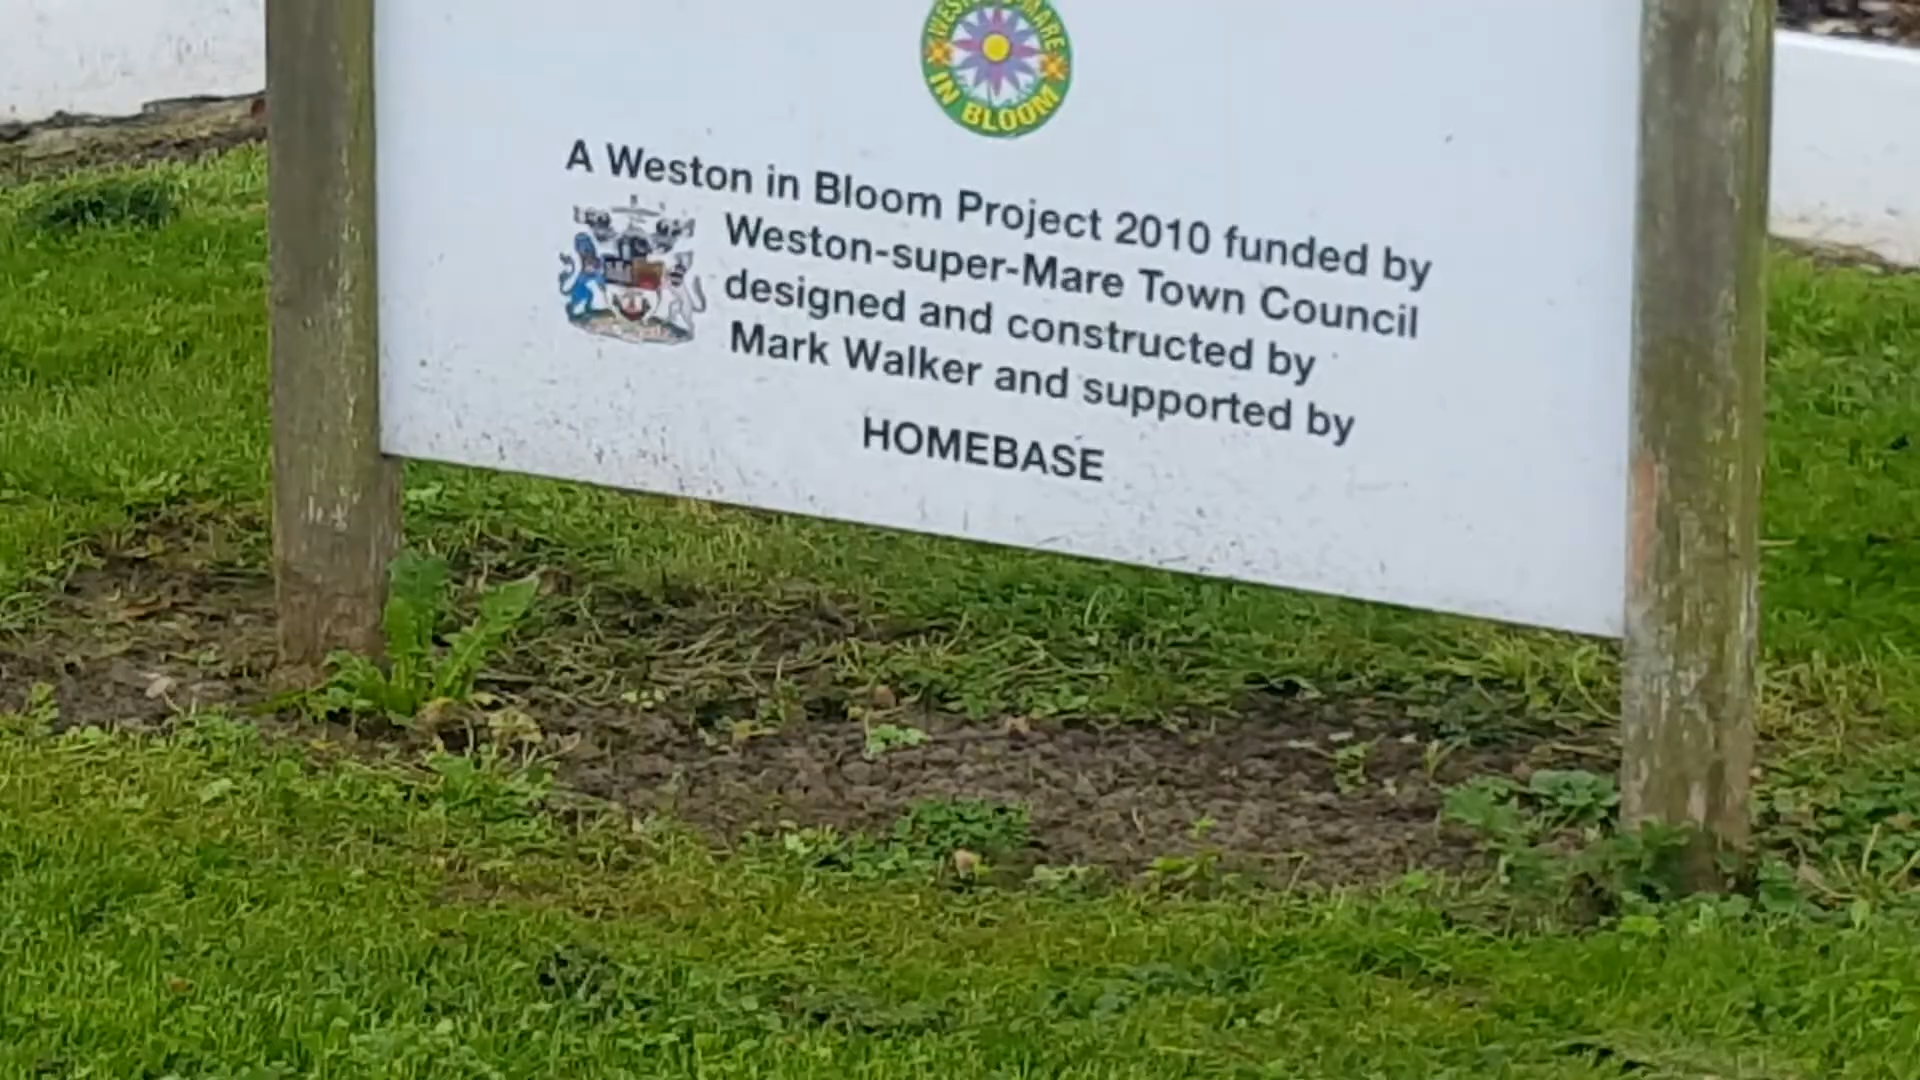 IN BLOOM
A Weston in Bloom Project 2010 funded by
Weston-super-Mare Town Council
designed and constructed by
Mark Walker and supported by
HOMEBASE